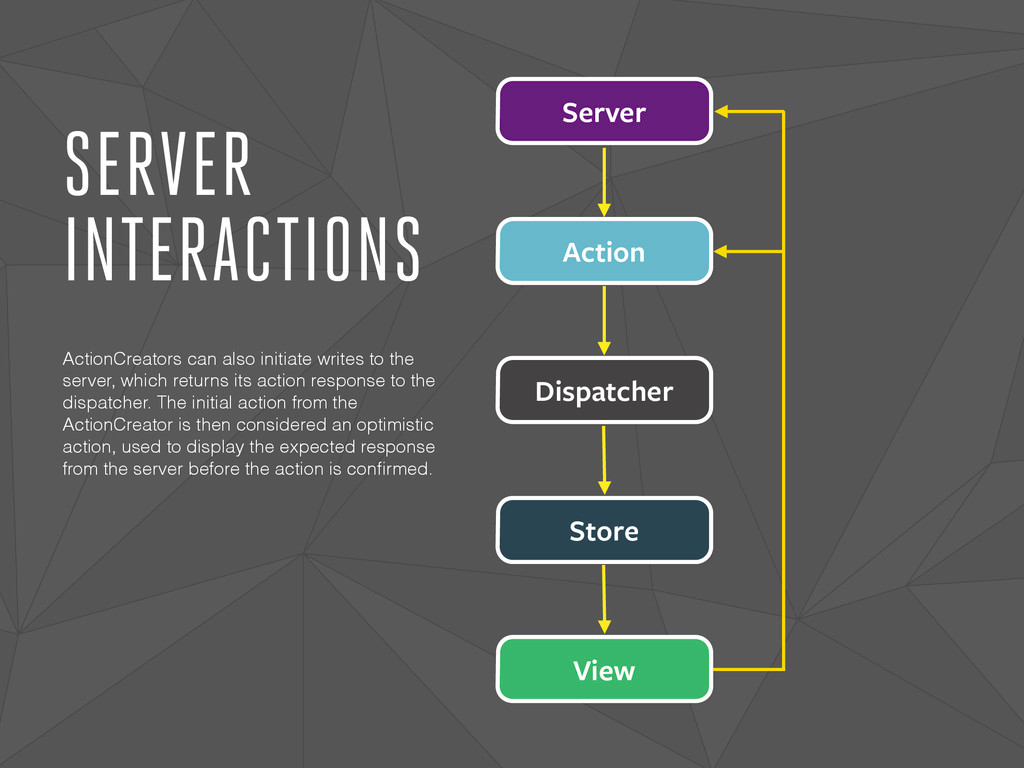 SERVER
INTERACTIONS
ActionCreators can also initiate writes to the
server, which returns its action response to the
dispatcher. The initial action from the
ActionCreator is then considered an optimistic
action, used to display the expected response
from the server before the action is confirmed.
Server
Action
Dispatcher
Store
View